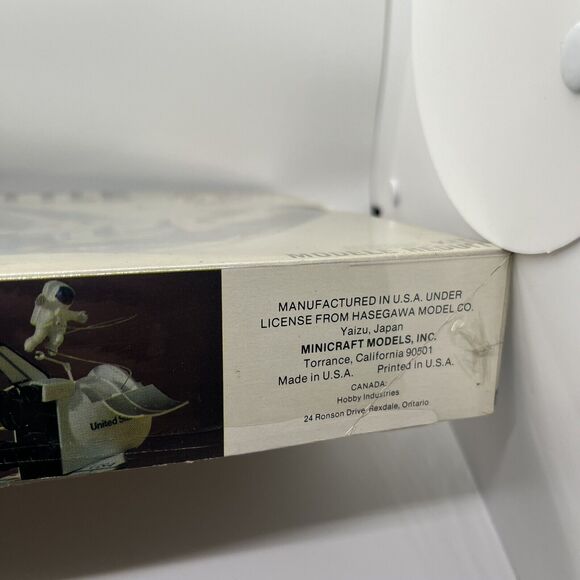 MANUFACTURED IN U.S.A. UNDER
LICENSE FROM HASEGAWA MODEL CO.
Yaizu, Japan
MINICRAFT MODELS, INC.
Torrance, California 90501
Made in U.S.A. Printed in U.S.A.
CANADA:
Hobby Industries
24 Ronson Drive, Rexdale, Ontario
United